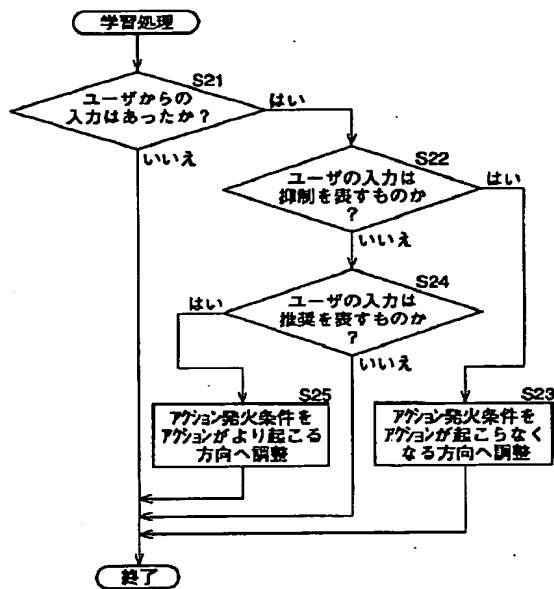 学習処理
S21
ユーザからの
入力はあったか？
はい
いいえ
S22
ユーザの入力は
抑制を表すものか
？
はい
いいえ
S24
ユーザの入力は
推奨を表すものか
？
はい
いいえ
S25
アクション発火条件を
アクションがより起こる
方向へ調整
S23
アクション発火条件を
アクションが起こらなく
なる方向へ調整
終了